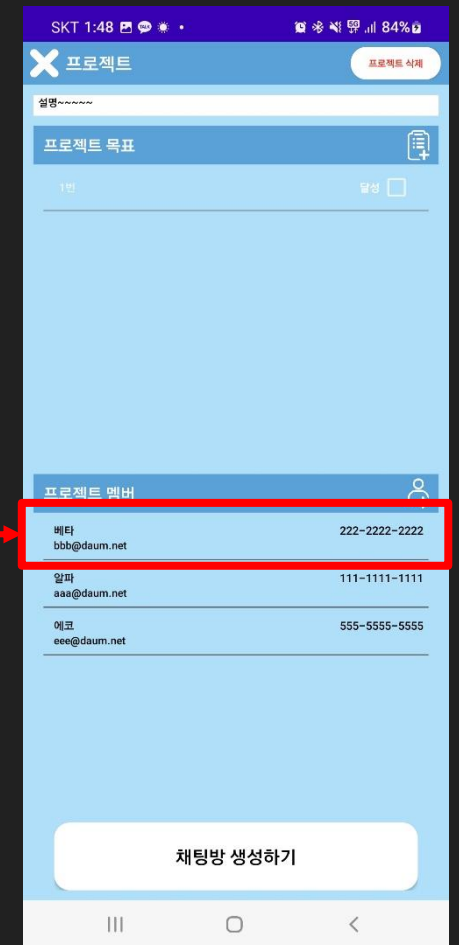 SKT 1:48
84%
프로젝트
프로젝트 삭제
설명~~~~~
프로젝트 목표
1번
달성
프로젝트 멤버
베타
222-2222-2222
bbb@daum.net
알파
111-1111-1111
aaa@daum.net
에코
555-5555-5555
eee@daum.net
채팅방 생성하기